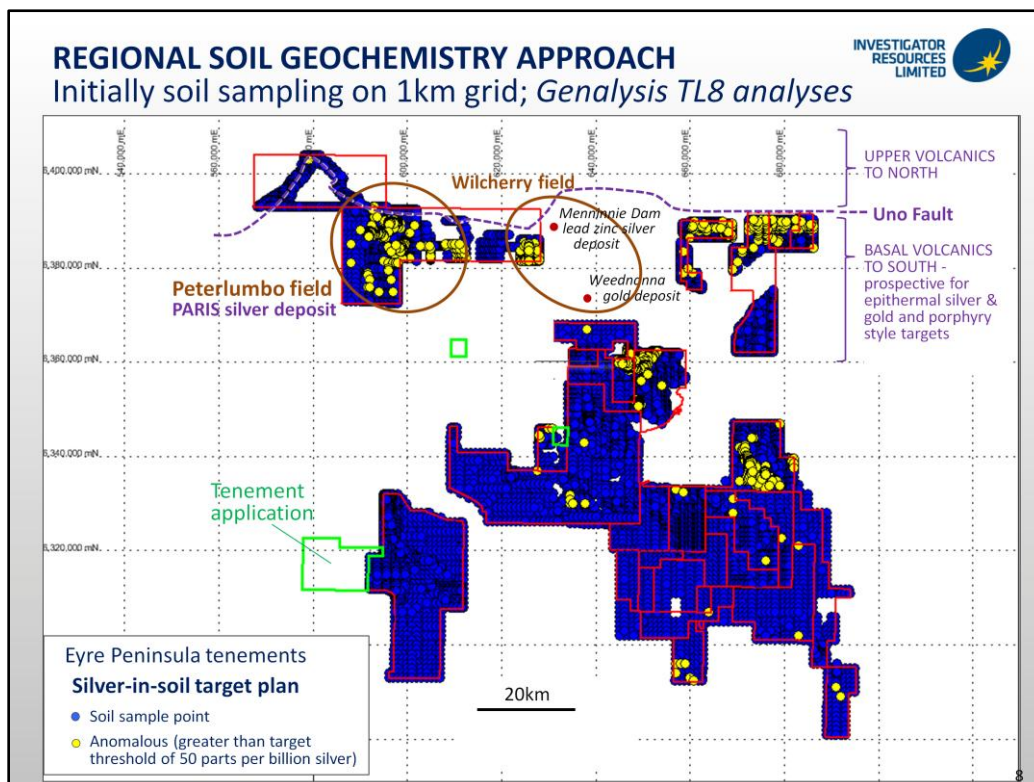 REGIONAL SOIL GEOCHEMISTRY APPROACH
Initially soil sampling on 1km grid; Genalysis TL8 analyses
INVESTIGATOR
RESOURCES
LIMITED
540,000 mE
560,000 mE
580,000 mE
600,000 mE
620,000 mE
640,000 mE
660,000 mE
680,000 mE
6,400,000 mN
6,380,000 mN
6,360,000 mN
6,340,000 mN
6,320,000 mN
UPPER VOLCANICS
TO NORTH
Wilcherry field
Uno Fault
Menninnie Dam
lead zinc silver
deposit
Weednanna
gold deposit
BASAL VOLCANICS
TO SOUTH -
prospective for
epithermal silver &
gold and porphyry
style targets
Peterlumbo field
PARIS silver deposit
Tenement
application
Eyre Peninsula tenements
Silver-in-soil target plan
Soil sample point
Anomalous (greater than target
threshold of 50 parts per billion silver)
20km
8